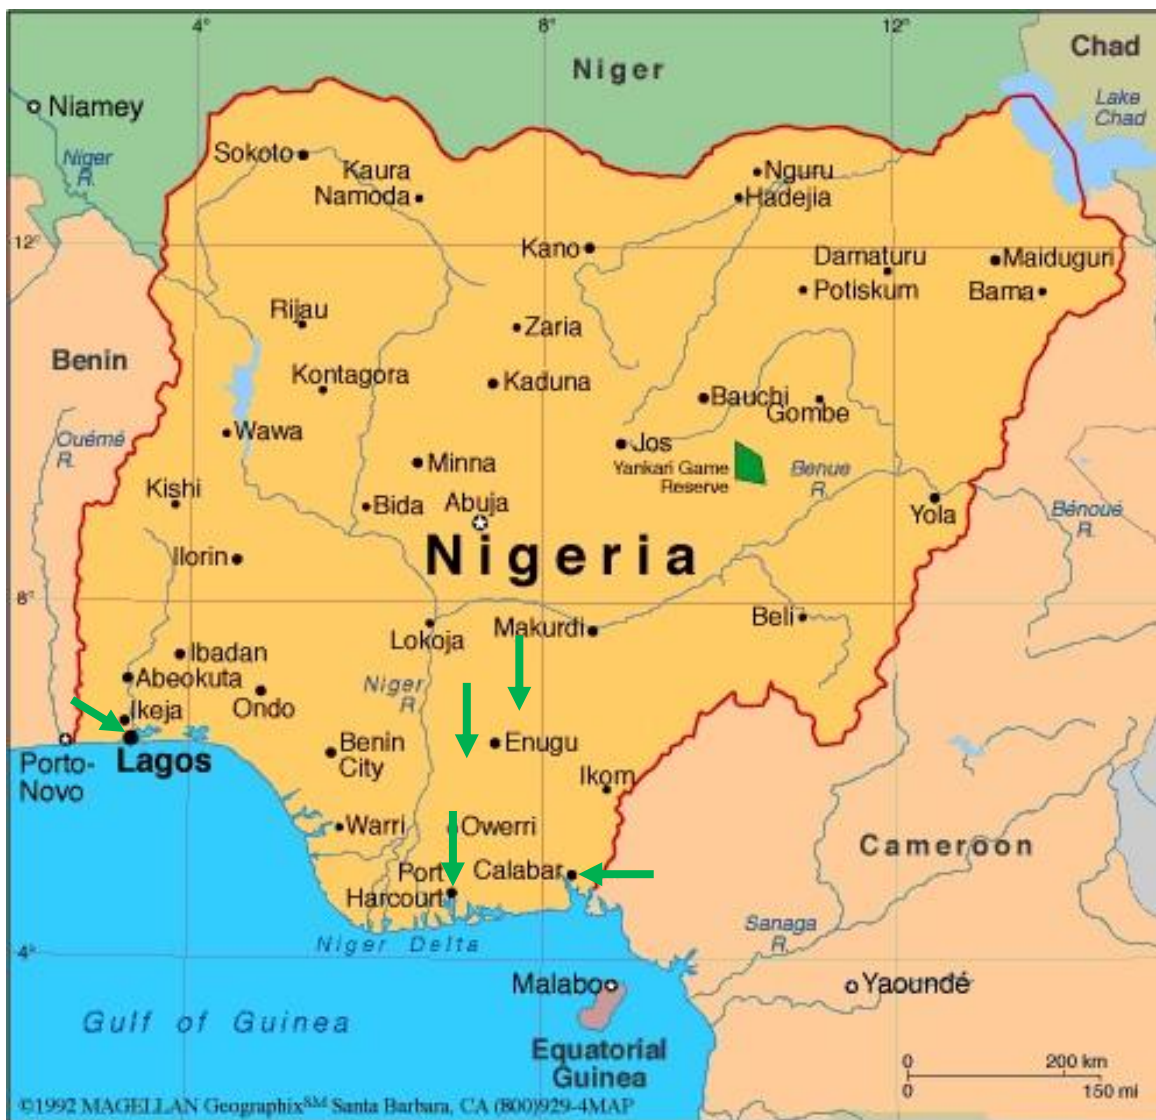 4°
8°
12°
Chad
Niger
Lake
Chad
Niamey
Niger
R.
Sokoto
Kaura
Namoda
Nguru
Hadejia
12°
Kano
Damaturu
Maiduguri
Potiskum
Bama
Rijau
Zaria
Benin
Kontagora
Kaduna
Bauchi
Gombe
Ouémé
R.
Wawa
Jos
Minna
Yankari Game
Reserve
Benue
R.
Kishi
Bida
Abuja
Yola
Bénoué
R.
Nigeria
Ilorin
8°
Lokoja
Makurdi
Beli
Ibadan
Abeokuta
Niger
R.
Ikeja
Ondo
Lagos
Benin
City
Enugu
Porto-
Novo
Ikom
Warri
Owerri
Cameroon
Port
Harcourt
Calabar
Sanaga
R.
Niger Delta
4°
Malabo
Yaoundé
Gulf of Guinea
Equatorial
Guinea
0
200 km
0
150 mi
©1992 MAGELLAN Geographix℠ Santa Barbara, CA (800)929-4MAP